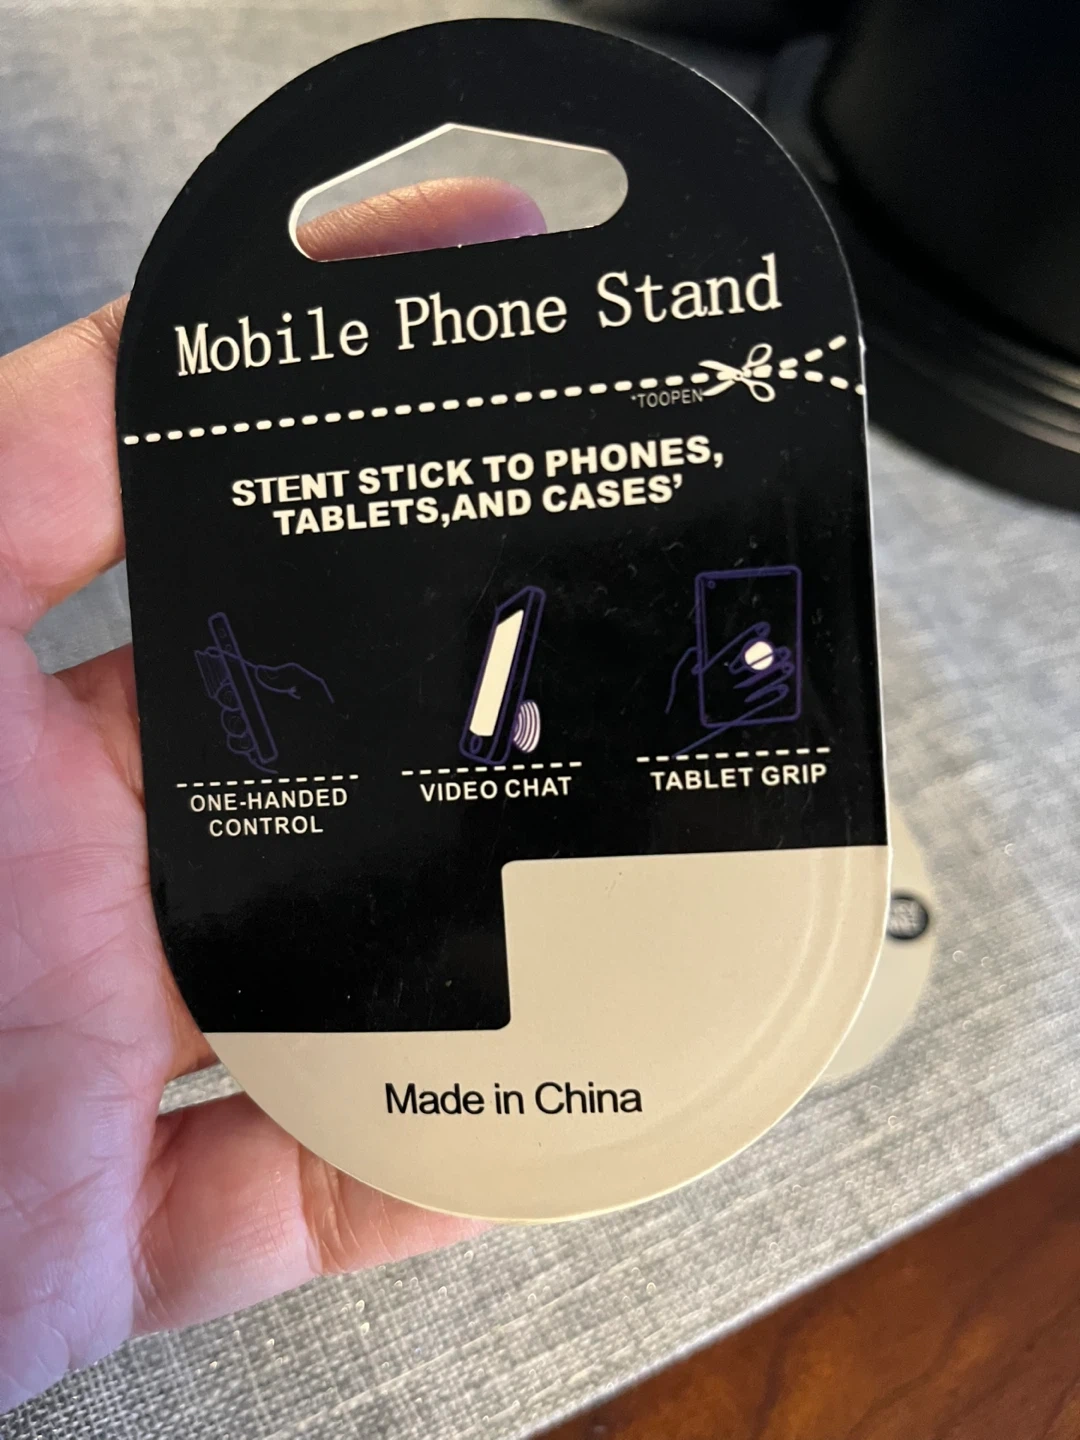 Mobile Phone Stand
*TOOPEN
STENT STICK TO PHONES,
TABLETS,AND CASES’
ONE-HANDED
CONTROL
VIDEO CHAT
TABLET GRIP
Made in China